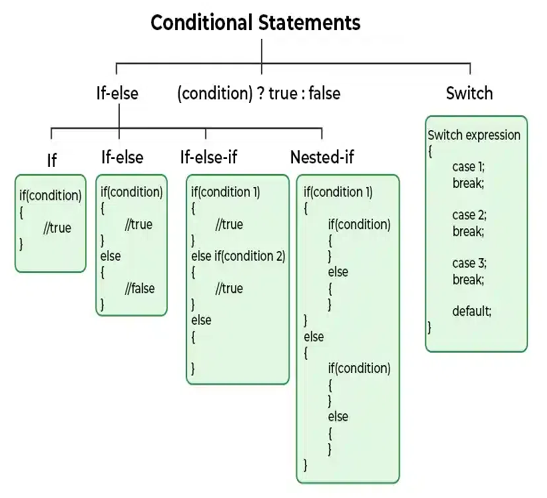 Conditional Statements
If-else
(condition) ? true : false
Switch
If
If-else
If-else-if
Nested-if
if(condition)
{
//true
}
if(condition)
{
//true
}
else
{
//false
}
if(condition 1)
{
//true
}
else if(condition 2)
{
//true
}
else
{
}
if(condition 1)
{
if(condition)
{
}
else
{
}
}
else
{
if(condition)
{
}
else
{
}
}
Switch expression
{
case 1;
break;
case 2;
break;
case 3;
break;
default;
}